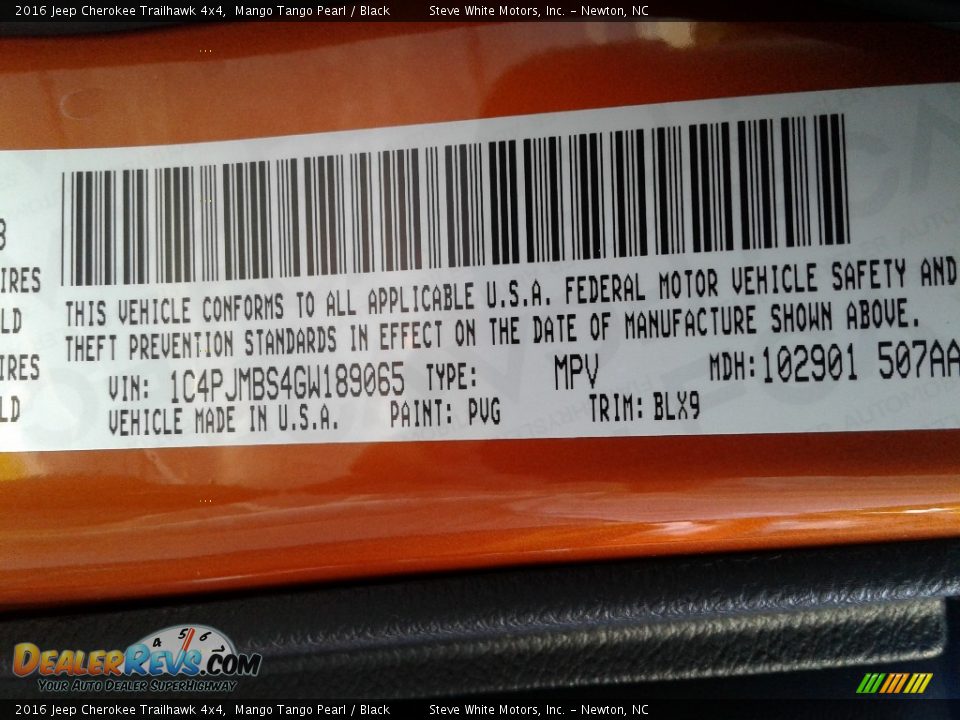 2016 Jeep Cherokee Trailhawk 4x4, Mango Tango Pearl / Black Steve White Motors, Inc. – Newton, NC
IRES
LD
IRES
LD
THIS VEHICLE CONFORMS TO ALL APPLICABLE U.S.A. FEDERAL MOTOR VEHICLE SAFETY AND
THEFT PREVENTION STANDARDS IN EFFECT ON THE DATE OF MANUFACTURE SHOWN ABOVE.
VIN: 1C4PJMBS4GW189065 TYPE: MPV MDH:102901 507AA
VEHICLE MADE IN U.S.A. PAINT: PVG TRIM: BLX9
4 5 6
DEALERREVS.COM
Your Auto Dealer SuperHighway
2016 Jeep Cherokee Trailhawk 4x4, Mango Tango Pearl / Black Steve White Motors, Inc. – Newton, NC